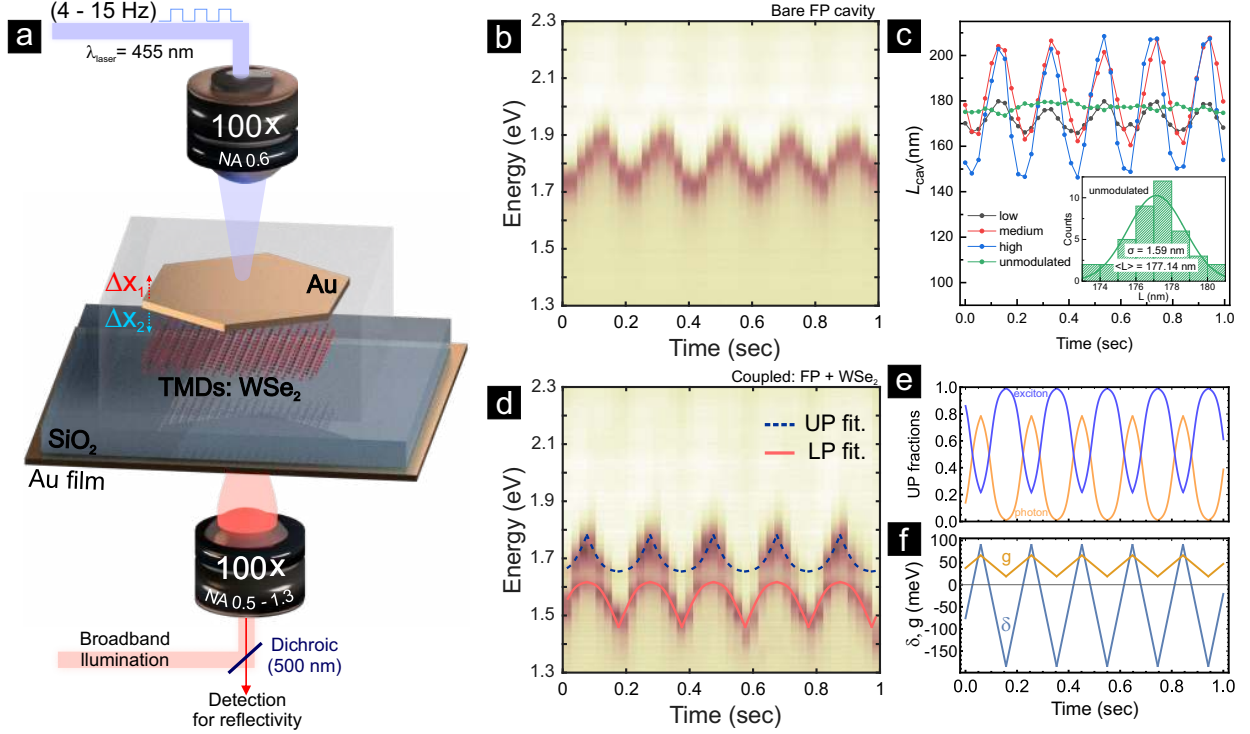 a
(4 - 15 Hz)
λlaser= 455 nm
100x
NA 0.6
Δx1
Δx2
Au
TMDs: WSe2
SiO2
Au film
100x
NA 0.5 - 1.3
Broadband
Ilumination
Dichroic
(500 nm)
Detection
for reflectivity
b
Bare FP cavity
2.3
2.1
1.9
1.7
1.5
1.3
Energy (eV)
0 0.2 0.4 0.6 0.8 1
Time (sec)
c
200
180
160
140
120
100
Lcav(nm)
low
medium
high
unmodulated
unmodulated
10
5
0
Counts
σ = 1.59 nm
<L> = 177.14 nm
174 176 178 180
L (nm)
0.0 0.2 0.4 0.6 0.8 1.0
Time (sec)
d
Coupled: FP + WSe2
UP fit.
LP fit.
2.3
2.1
1.9
1.7
1.5
1.3
Energy (eV)
0 0.2 0.4 0.6 0.8 1
Time (sec)
e
1.0
0.8
0.6
0.4
0.2
0.0
UP fractions
exciton
photon
f
100
50
0
-50
-100
-150
δ, g (meV)
g
δ
0.0 0.2 0.4 0.6 0.8 1.0
Time (sec)